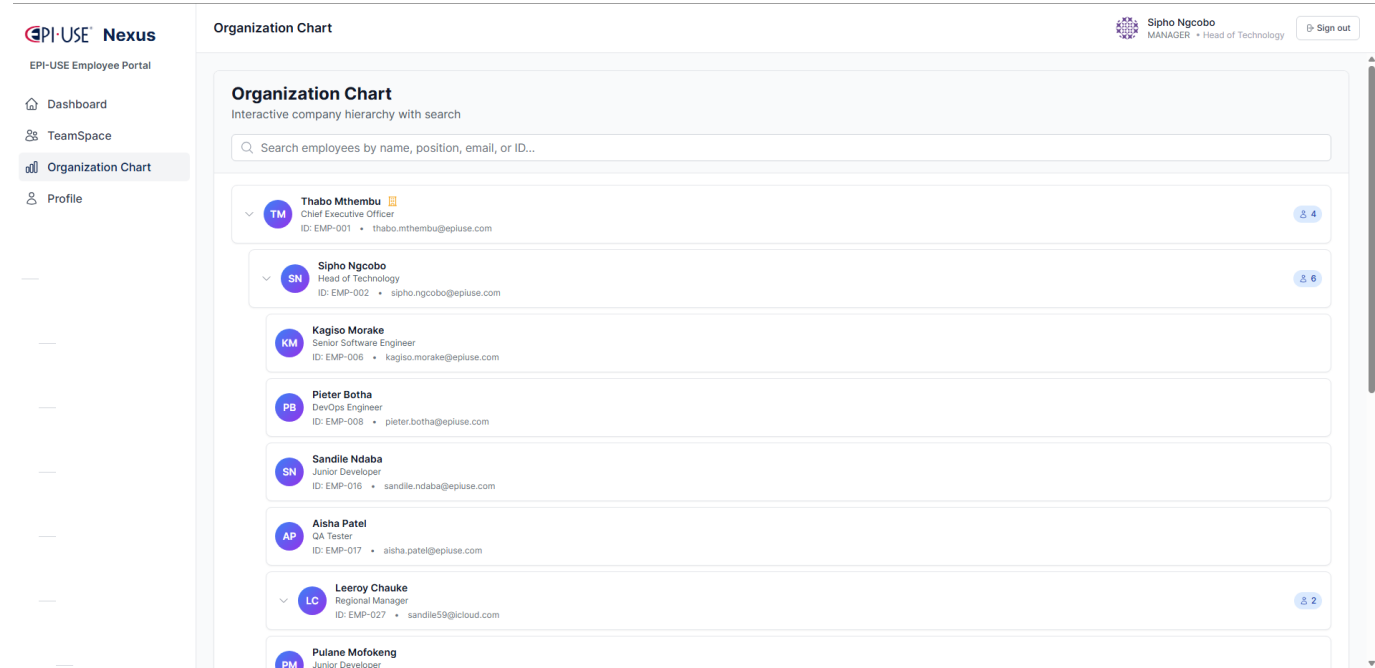 EPI-USE® Nexus
EPI-USE Employee Portal
Dashboard
TeamSpace
Organization Chart
Profile
Organization Chart
Sipho Ngcobo
MANAGER • Head of Technology
Sign out
Organization Chart
Interactive company hierarchy with search
Search employees by name, position, email, or ID...
TM
Thabo Mthembu
Chief Executive Officer
ID: EMP-001 • thabo.mthembu@epiuse.com
4
SN
Sipho Ngcobo
Head of Technology
ID: EMP-002 • sipho.ngcobo@epiuse.com
6
KM
Kagiso Morake
Senior Software Engineer
ID: EMP-006 • kagiso.morake@epiuse.com
PB
Pieter Botha
DevOps Engineer
ID: EMP-008 • pieter.botha@epiuse.com
SN
Sandile Ndaba
Junior Developer
ID: EMP-016 • sandile.ndaba@epiuse.com
AP
Aisha Patel
QA Tester
ID: EMP-017 • aisha.patel@epiuse.com
LC
Leeroy Chauke
Regional Manager
ID: EMP-027 • sandile59@icloud.com
2
PM
Pulane Mofokeng
Junior Developer